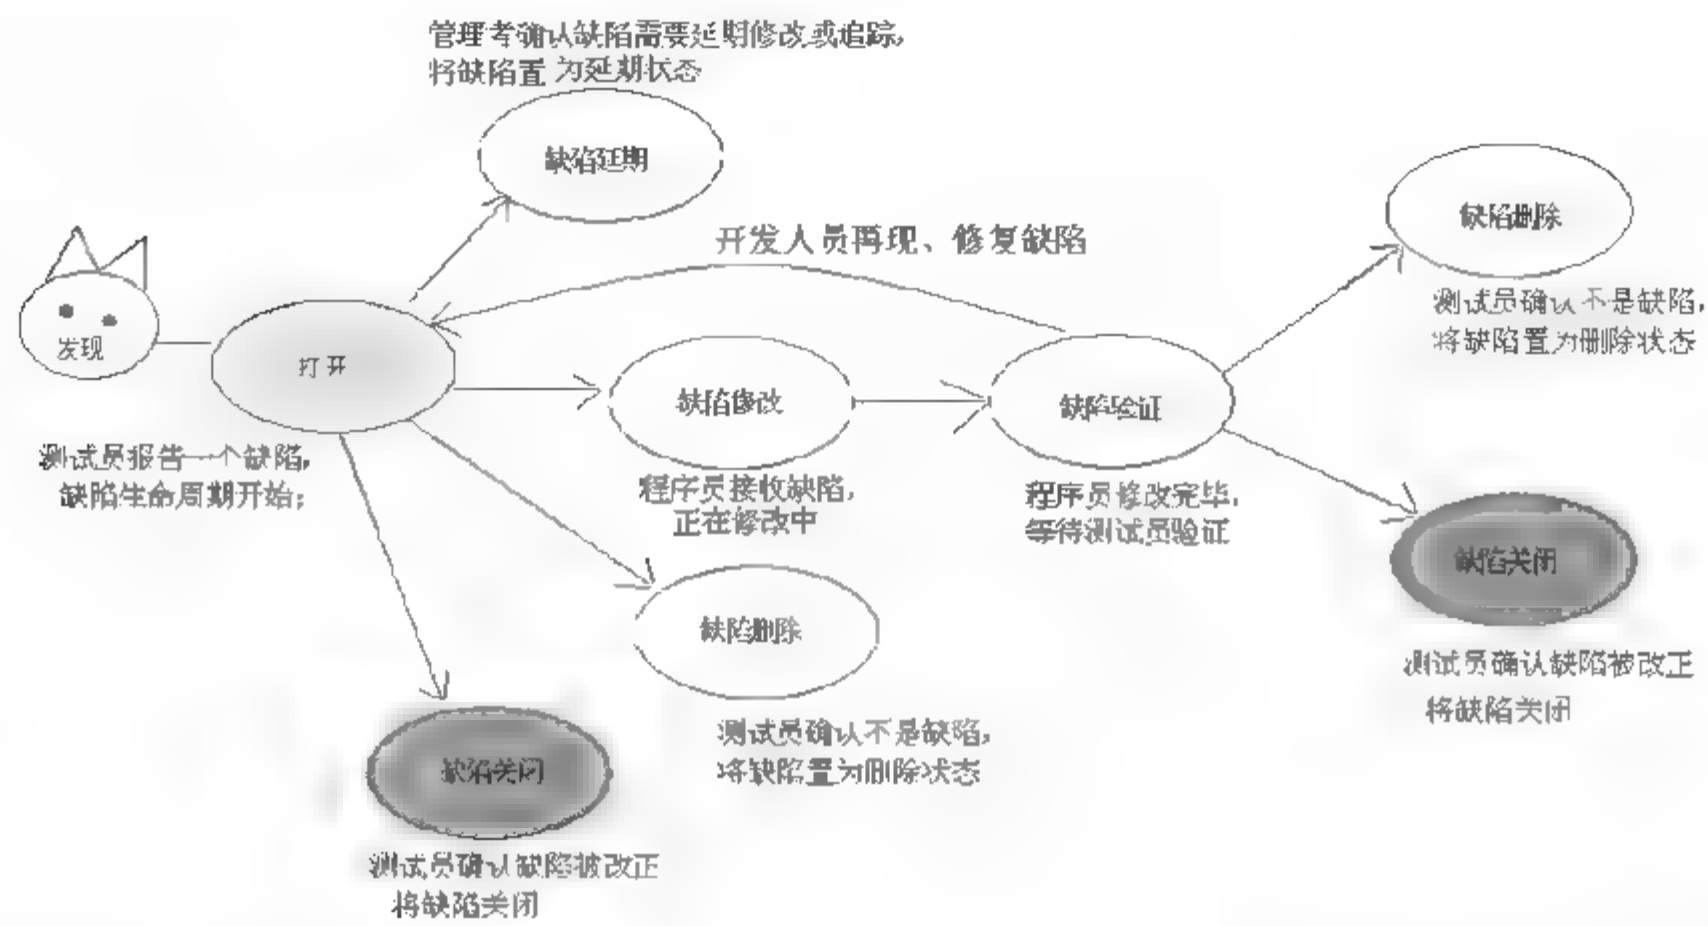 管理者确认缺陷需要延期修改或追踪,
将缺陷置为延期状态
缺陷延期
开发人员再现、修复缺陷
缺陷删除
测试员确认不是缺陷,
将缺陷置为删除状态
发现
打开
缺陷修改
缺陷验证
测试员报告一个缺陷,
缺陷生命周期开始;
程序员接收缺陷,
正在修改中
程序员修改完毕,
等待测试员验证
缺陷关闭
测试员确认缺陷被改正
将缺陷关闭
缺陷删除
测试员确认不是缺陷,
将缺陷置为删除状态
缺陷关闭
测试员确认缺陷被改正
将缺陷关闭